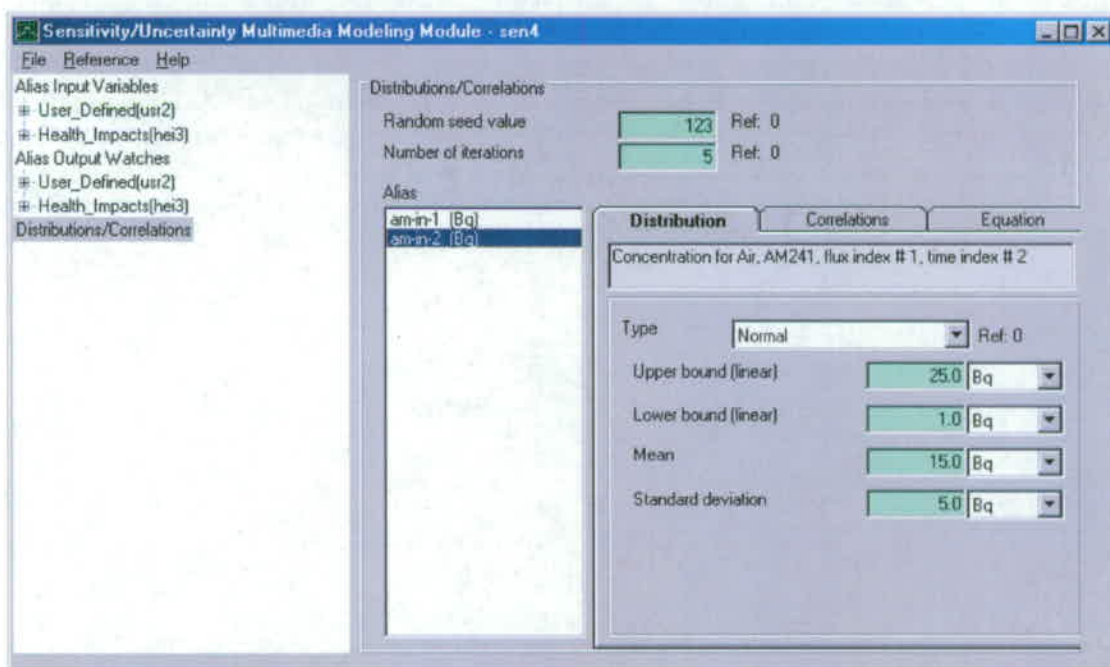 Sensitivity/Uncertainty Multimedia Modeling Module - sen4
File Reference Help
Alias Input Variables
User_Defined(usr2)
Health_Impacts(hei3)
Alias Output Watches
User_Defined(usr2)
Health_Impacts(hei3)
Distributions/Correlations
Distributions/Correlations
Random seed value 123 Ref: 0
Number of iterations 5 Ref: 0
Alias
am-in-1 (Bq)
am-in-2 (Bq)
Distribution Correlations Equation
Concentration for Air, AM241, flux index # 1, time index # 2
Type Normal Ref: 0
Upper bound (linear) 25.0 Bq
Lower bound (linear) 1.0 Bq
Mean 15.0 Bq
Standard deviation 5.0 Bq